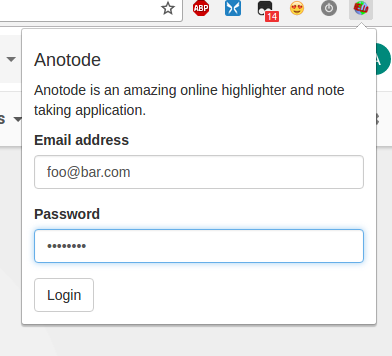 ABP
14
Anotode
A
Anotode is an amazing online highlighter and note
taking application.
s
Email address
foo@bar.com
Password
••••••••
Login